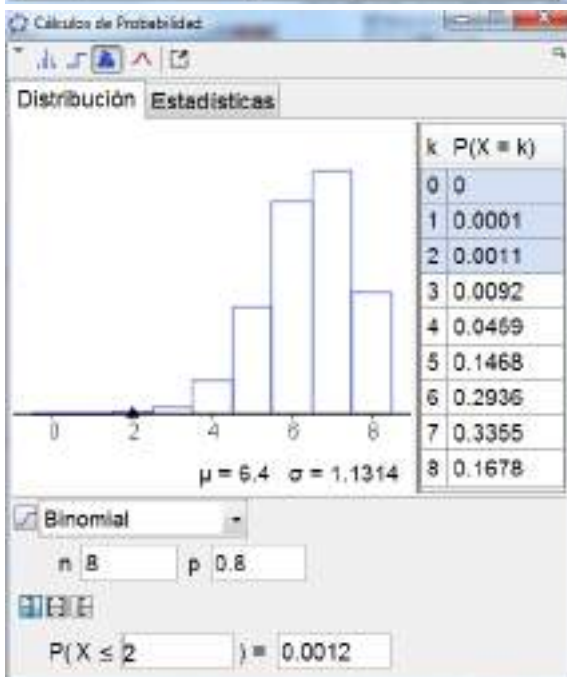 Cálculos de Probabilidad
Distribución Estadísticas
k P(X = k)
0 0
1 0.0001
2 0.0011
3 0.0092
4 0.0459
5 0.1468
6 0.2936
7 0.3355
8 0.1678
0 2 4 6 8
μ = 6.4 σ = 1.1314
Binomial
n 8 p 0.8
P( X ≤ 2 ) = 0.0012